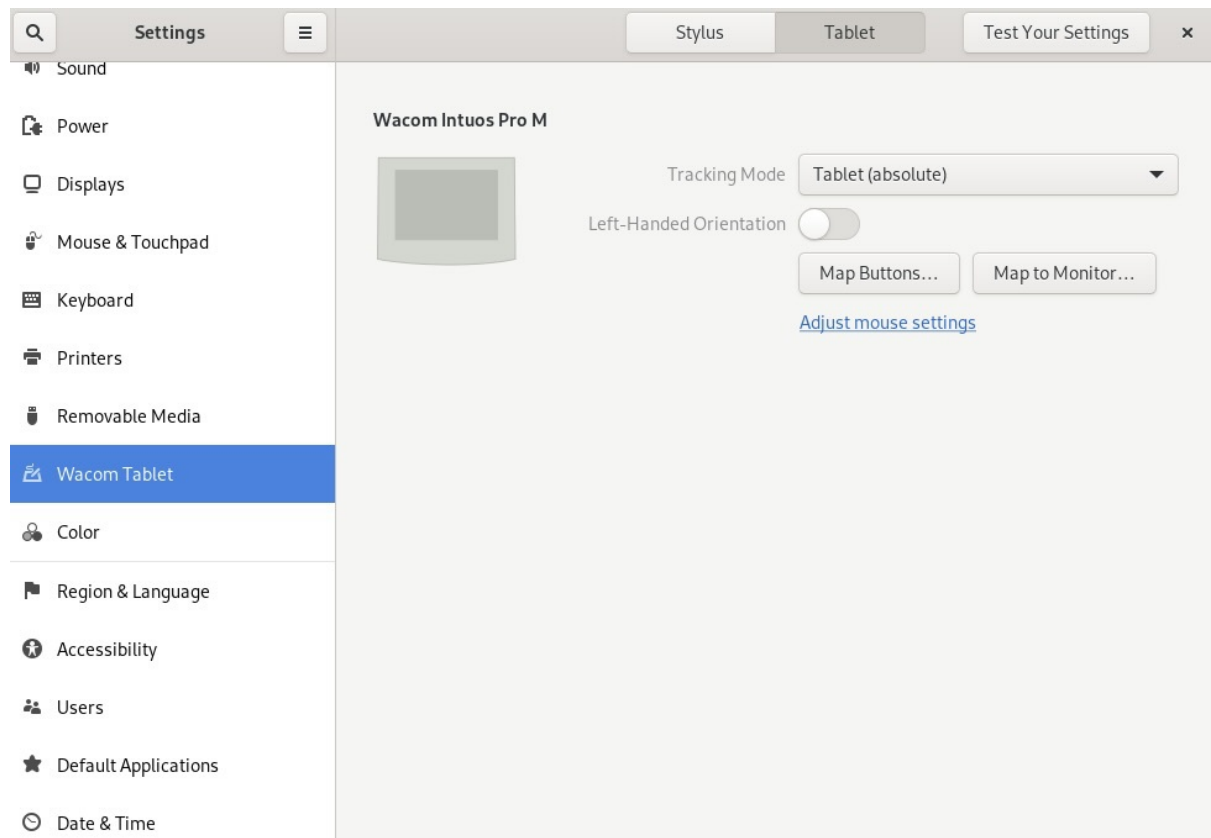 Settings
Stylus
Tablet
Test Your Settings
Sound
Power
Displays
Mouse & Touchpad
Keyboard
Printers
Removable Media
Wacom Tablet
Color
Region & Language
Accessibility
Users
Default Applications
Date & Time
Wacom Intuos Pro M
Tracking Mode
Tablet (absolute)
Left-Handed Orientation
Map Buttons...
Map to Monitor...
Adjust mouse settings